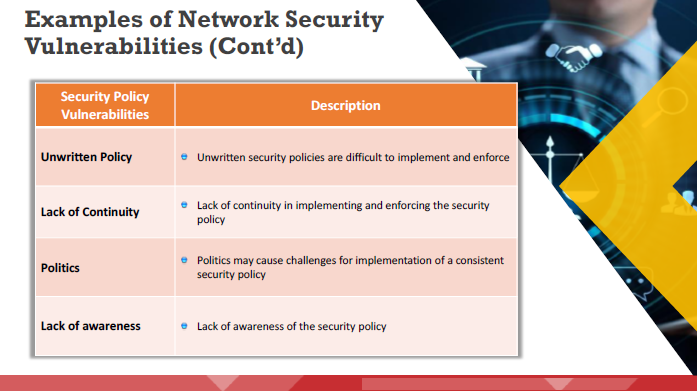 Examples of Network Security
Vulnerabilities (Cont’d)
Security Policy
Vulnerabilities
Description
Unwritten Policy
Unwritten security policies are difficult to implement and enforce
Lack of Continuity
Lack of continuity in implementing and enforcing the security
policy
Politics
Politics may cause challenges for implementation of a consistent
security policy
Lack of awareness
Lack of awareness of the security policy